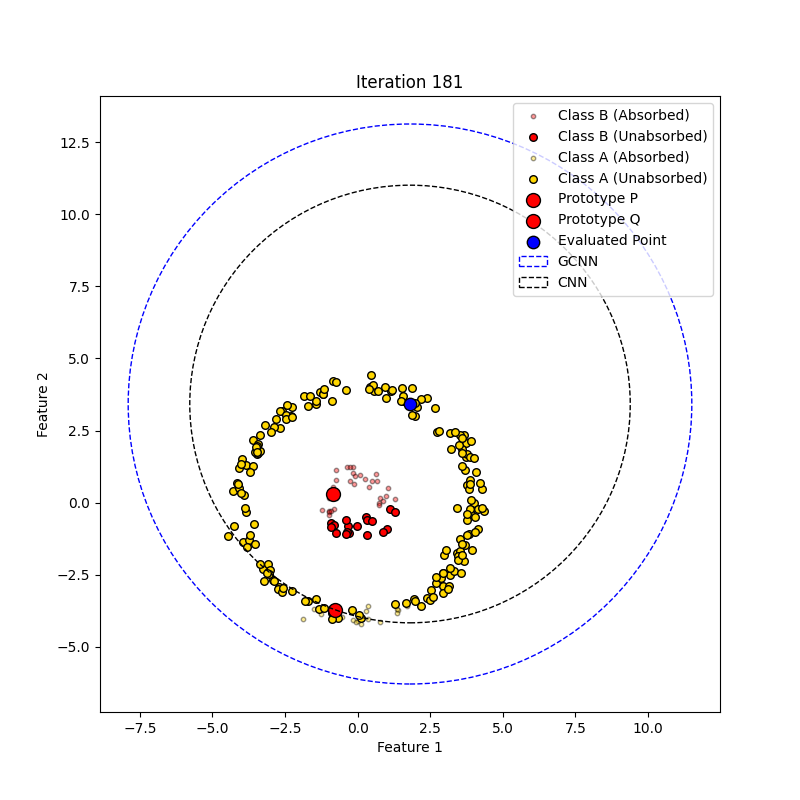 Iteration 181
Class B (Absorbed)
Class B (Unabsorbed)
Class A (Absorbed)
Class A (Unabsorbed)
Prototype P
Prototype Q
Evaluated Point
GCNN
CNN
12.5
10.0
7.5
5.0
2.5
0.0
−2.5
−5.0
Feature 2
−7.5 −5.0 −2.5 0.0 2.5 5.0 7.5 10.0
Feature 1